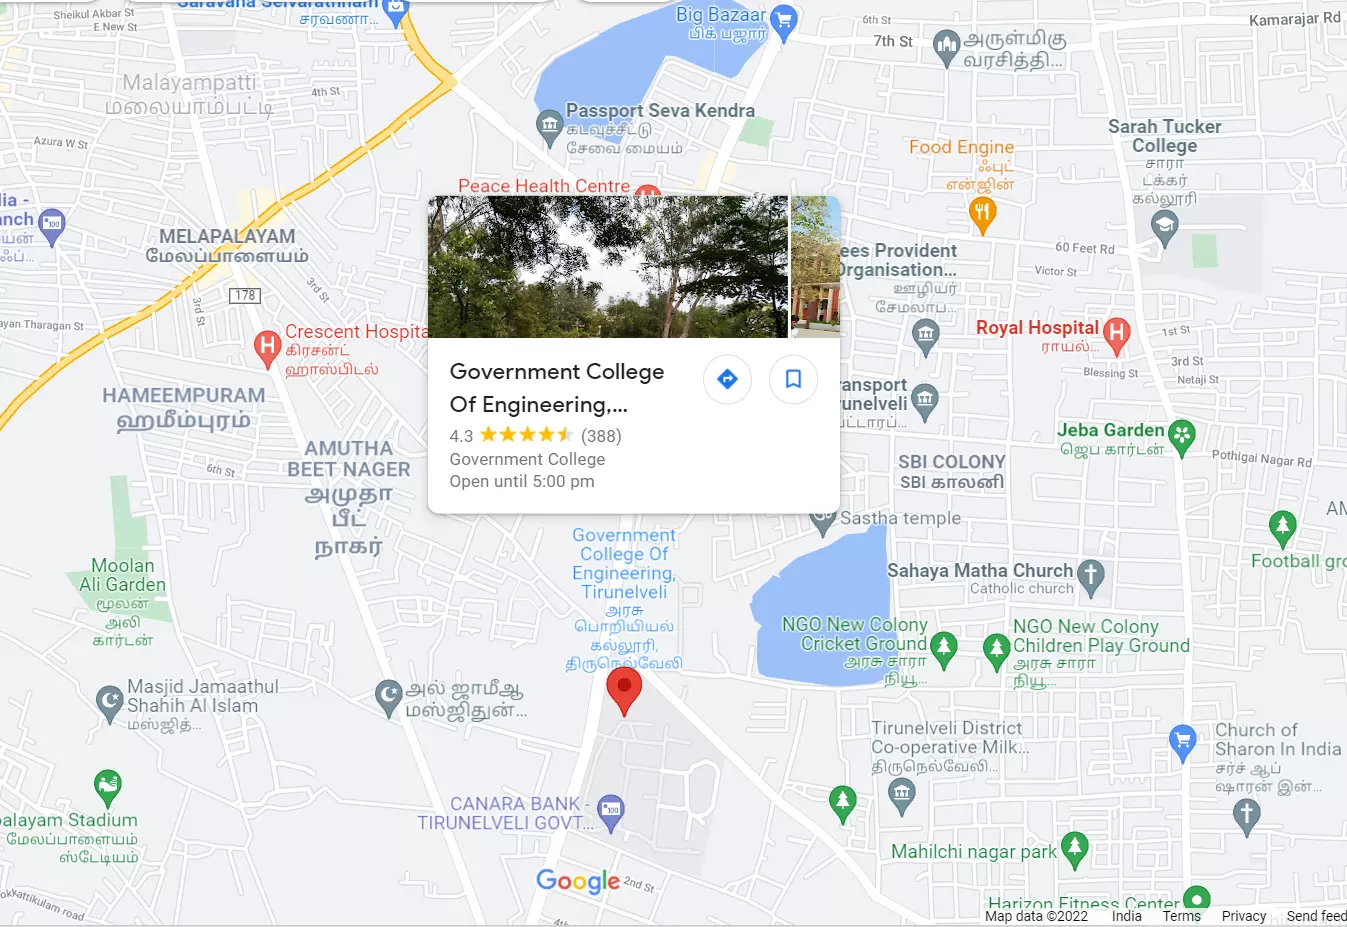 Saravana Selvarathnam
சரவணா...
Sheikul Akbar St
E New St
Malayampatti
மலையாம்பட்டி
4th St
Azura W St
Big Bazaar
பிக் பஜார்
6th St
7th St
Kamarajar Rd
அருள்மிகு
வரசித்தி...
Passport Seva Kendra
கடவுச்சீட்டு
சேவை மையம்
Sarah Tucker
College
சாரா
டக்கர்
கல்லூரி
Food Engine
ஃபுட்
என்ஜின்
Peace Health Centre
MELAPALAYAM
மேலப்பாளையம்
178
3rd St
3rd St
60 Feet Rd
Victor St
ees Provident
Organisation...
ஊழியர்
சேமலாப...
Crescent Hospita
கிரசன்ட்
ஹாஸ்பிடல்
Royal Hospital
ராயல்...
1st St
3rd St
Blessing St
Netaji St
Government College
Of Engineering,...
4.3 (388)
Government College
Open until 5:00 pm
HAMEEMPURAM
ஹமீம்புரம்
AMUTHA
BEET NAGER
அமுதா
பீட்
நாகர்
6th St
Jeba Garden
ஜெப கார்டன்
Pothigai Nagar Rd
SBI COLONY
SBI காலனி
Sastha temple
Football gro
Moolan
Ali Garden
மூலன்
அலி
கார்டன்
Government
College Of
Engineering,
Tirunelveli
அரசு
பொறியியல்
கல்லூரி,
திருநெல்வேலி
Sahaya Matha Church
Catholic church
NGO New Colony
Cricket Ground
அரசு சாரா
நியூ...
NGO New Colony
Children Play Ground
அரசு சாரா
நியூ...
Masjid Jamaathul
Shahih Al Islam
மஸ்ஜித்...
அல் ஜாமீஆ
மஸ்ஜிதுன்...
Tirunelveli District
Co-operative Milk...
திருநெல்வேலி...
Church of
Sharon In India
சர்ச் ஆப்
ஷாரன் இன்...
CANARA BANK -
TIRUNELVELI GOVT...
palayam Stadium
மேலப்பாளையம்
ஸ்டேடியம்
Mahilchi nagar park
Google
2nd St
Harizon Fitness Center
Map data ©2022 India Terms Privacy Send feed